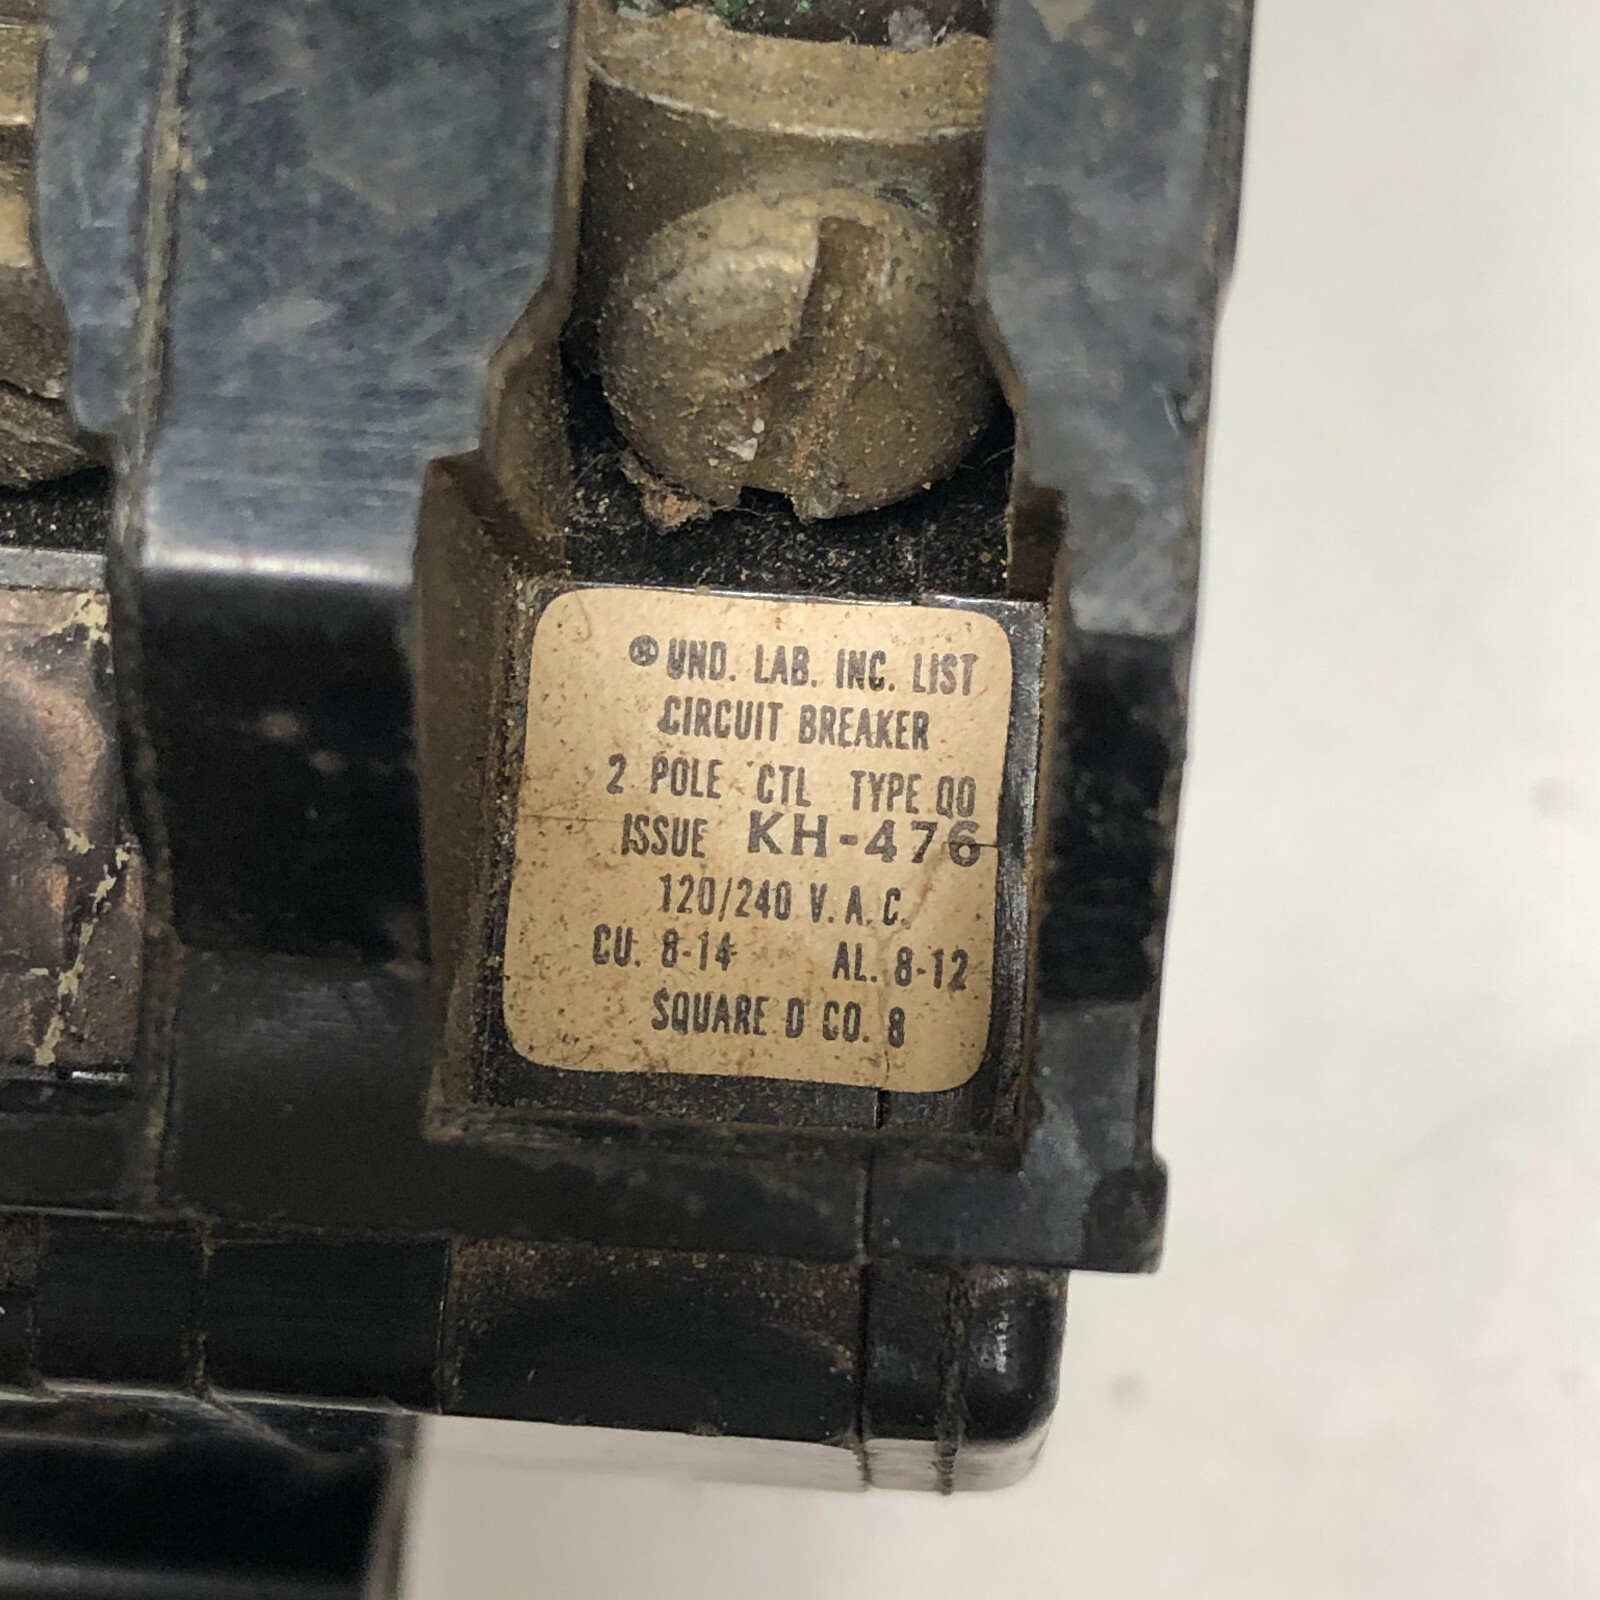 UL UND. LAB. INC. LIST
CIRCUIT BREAKER
2 POLE CTL TYPE QO
ISSUE KH-476
120/240 V.A.C.
CU. 8-14 AL. 8-12
SQUARE D CO. 8